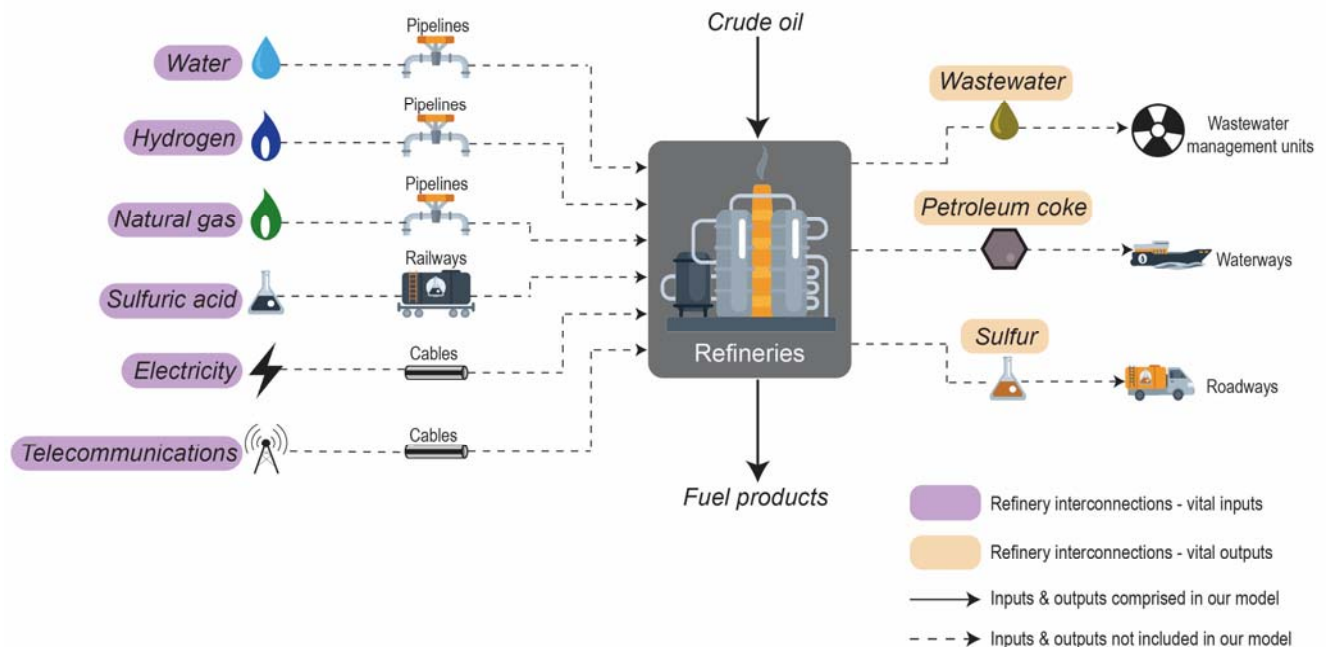 Crude oil
Water
Pipelines
Hydrogen
Pipelines
Natural gas
Pipelines
Sulfuric acid
Railways
Electricity
Cables
Telecommunications
Cables
Refineries
Fuel products
Wastewater
Wastewater
management units
Petroleum coke
Waterways
Sulfur
Roadways
Refinery interconnections - vital inputs
Refinery interconnections - vital outputs
Inputs & outputs comprised in our model
Inputs & outputs not included in our model